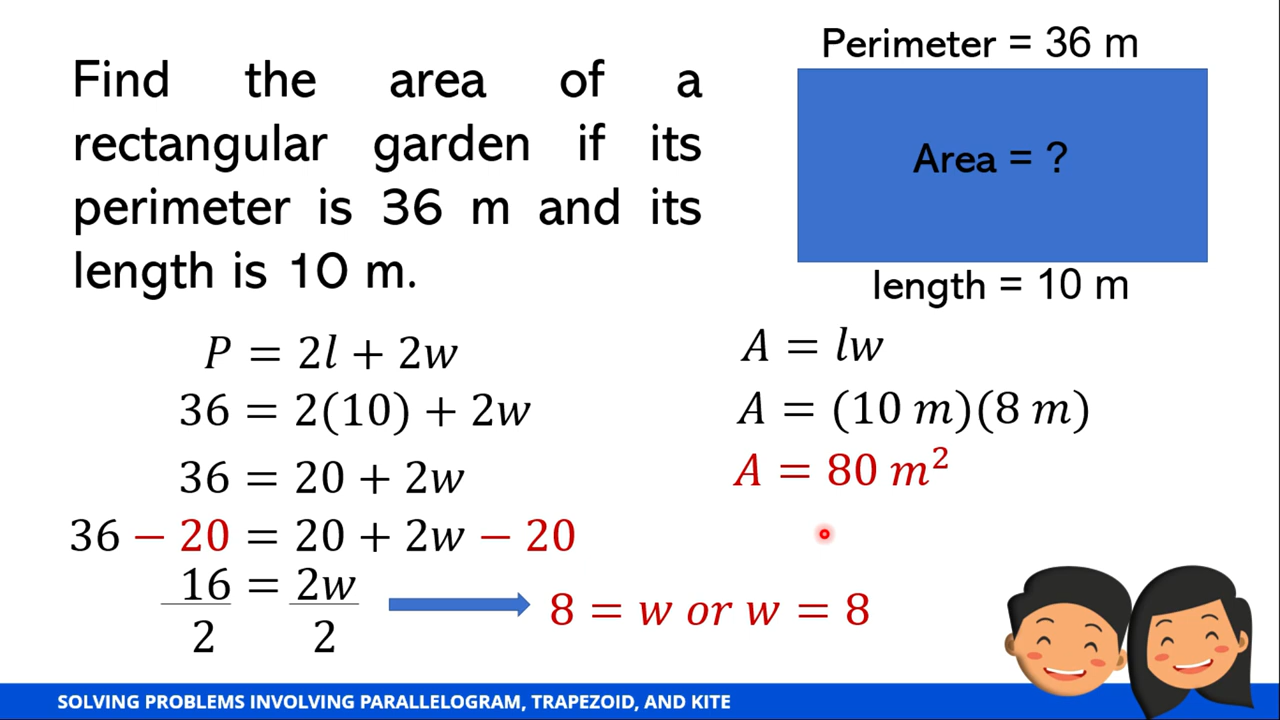 Find the area of a
rectangular garden if its
perimeter is 36 m and its
length is 10 m.
Perimeter = 36 m
Area = ?
length = 10 m
P = 2l + 2w
36 = 2(10) + 2w
36 = 20 + 2w
36 − 20 = 20 + 2w − 20
16 = 2w
2 2
8 = w or w = 8
A = lw
A = (10 m)(8 m)
A = 80 m²
SOLVING PROBLEMS INVOLVING PARALLELOGRAM, TRAPEZOID, AND KITE